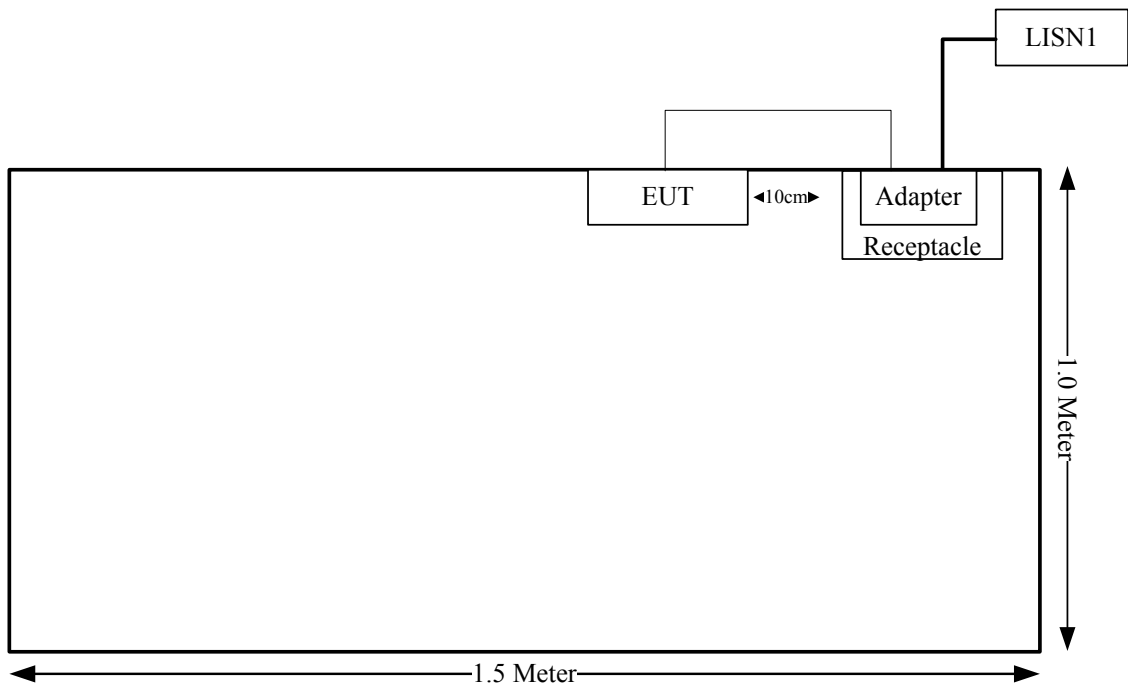 LISN1
EUT
10cm
Adapter
Receptacle
1.0 Meter
1.5 Meter